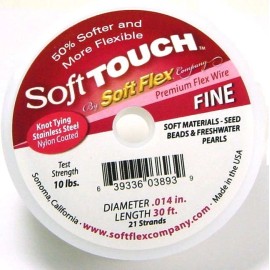 50% Softer and
More Flexible
Soft TOUCH™
By Soft Flex Company
Premium Flex Wire
FINE
Knot Tying
Stainless Steel
Nylon Coated
SOFT MATERIALS - SEED
BEADS & FRESHWATER
PEARLS
Test
Strength
10 lbs.
6 39336 03893 9
DIAMETER .014 in.
LENGTH 30 ft.
21 Strands
Sonoma, California • www.softflexcompany.com • Made in the USA